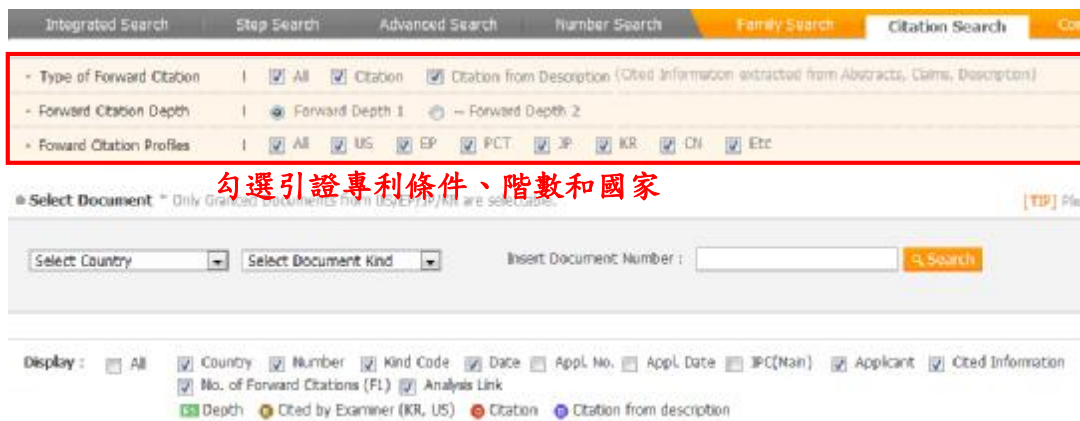 Integrated Search Step Search Advanced Search Number Search Family Search Citation Search
- Type of Forward Citation | All Citation Citation from Description (Cited Information extracted from Abstracts, Claims, Description)
- Forward Citation Depth | Forward Depth 1 -- Forward Depth 2
- Foward Citation Profiles | All US EP PCT JP KR CN Etc
勾選引證專利條件、階數和國家
Select Document * Only Granted Documents from US/EP/JP/KR are selectable. [TIP]
Select Country Select Document Kind Insert Document Number : Search
Display : All Country Number Kind Code Date Appl. No. Appl. Date IPC(Main) Applicant Cited Information
No. of Forward Citations (F1) Analysis Link
Depth Cited by Examiner (KR, US) Citation Citation from description